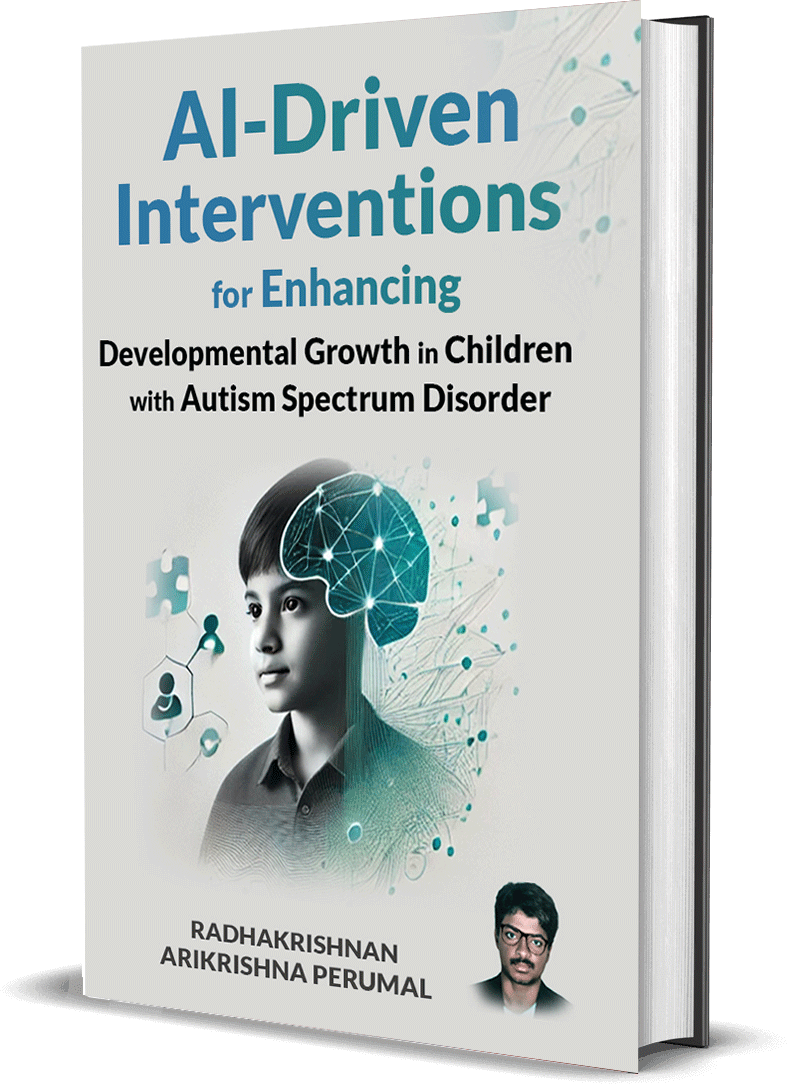 AI-Driven
Interventions
for Enhancing
Developmental Growth in Children
with Autism Spectrum Disorder
RADHAKRISHNAN
ARIKRISHNA PERUMAL